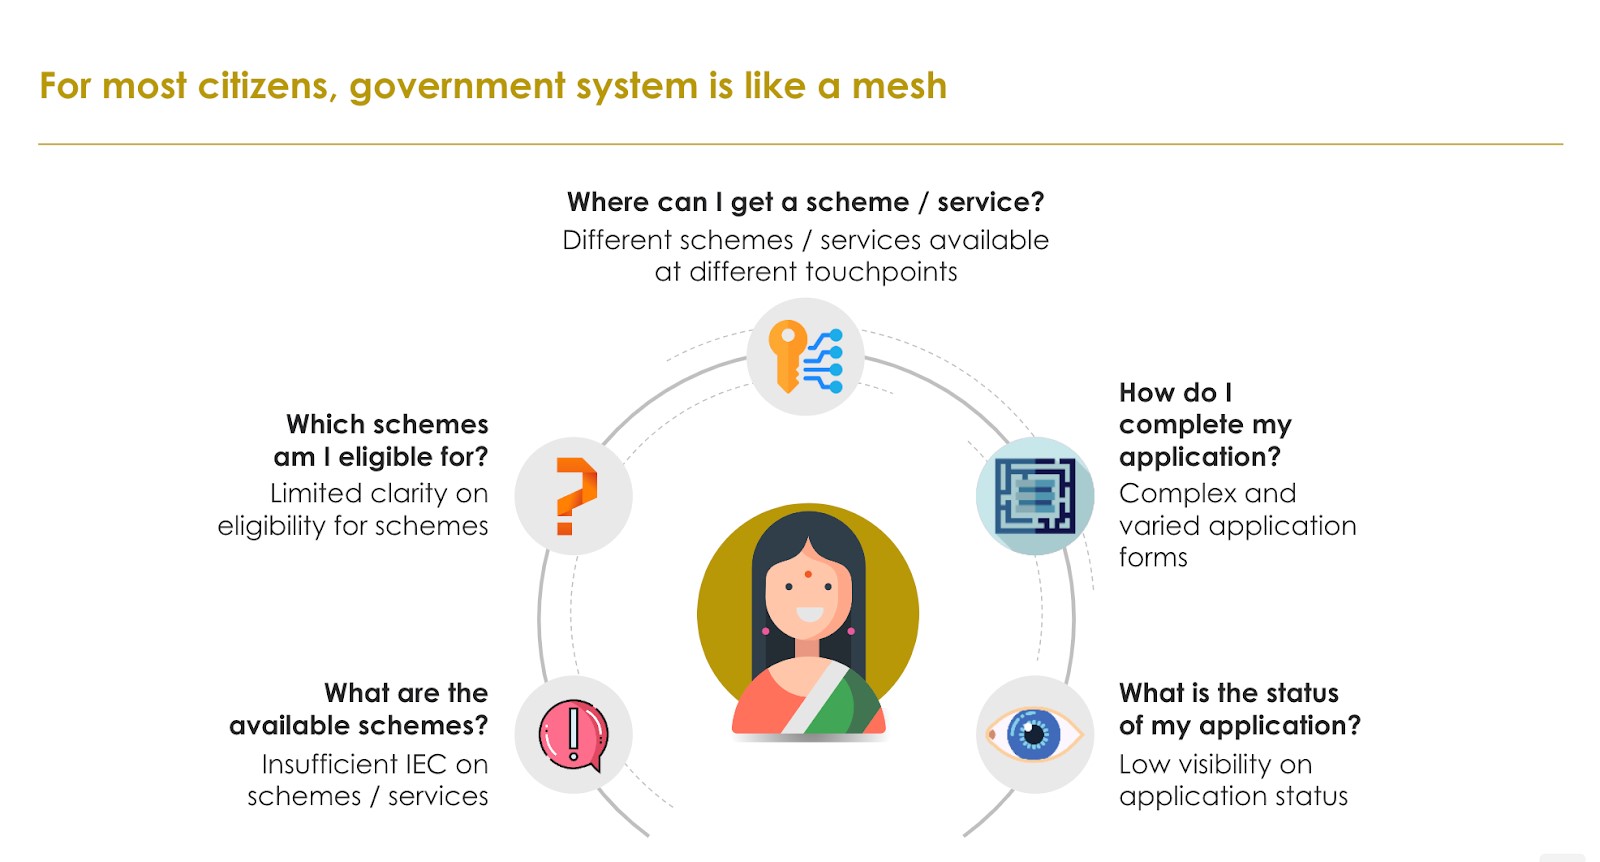 For most citizens, government system is like a mesh
Where can I get a scheme / service?
Different schemes / services available
at different touchpoints
Which schemes
am I eligible for?
Limited clarity on
eligibility for schemes
How do I
complete my
application?
Complex and
varied application
forms
What are the
available schemes?
Insufficient IEC on
schemes / services
What is the status
of my application?
Low visibility on
application status